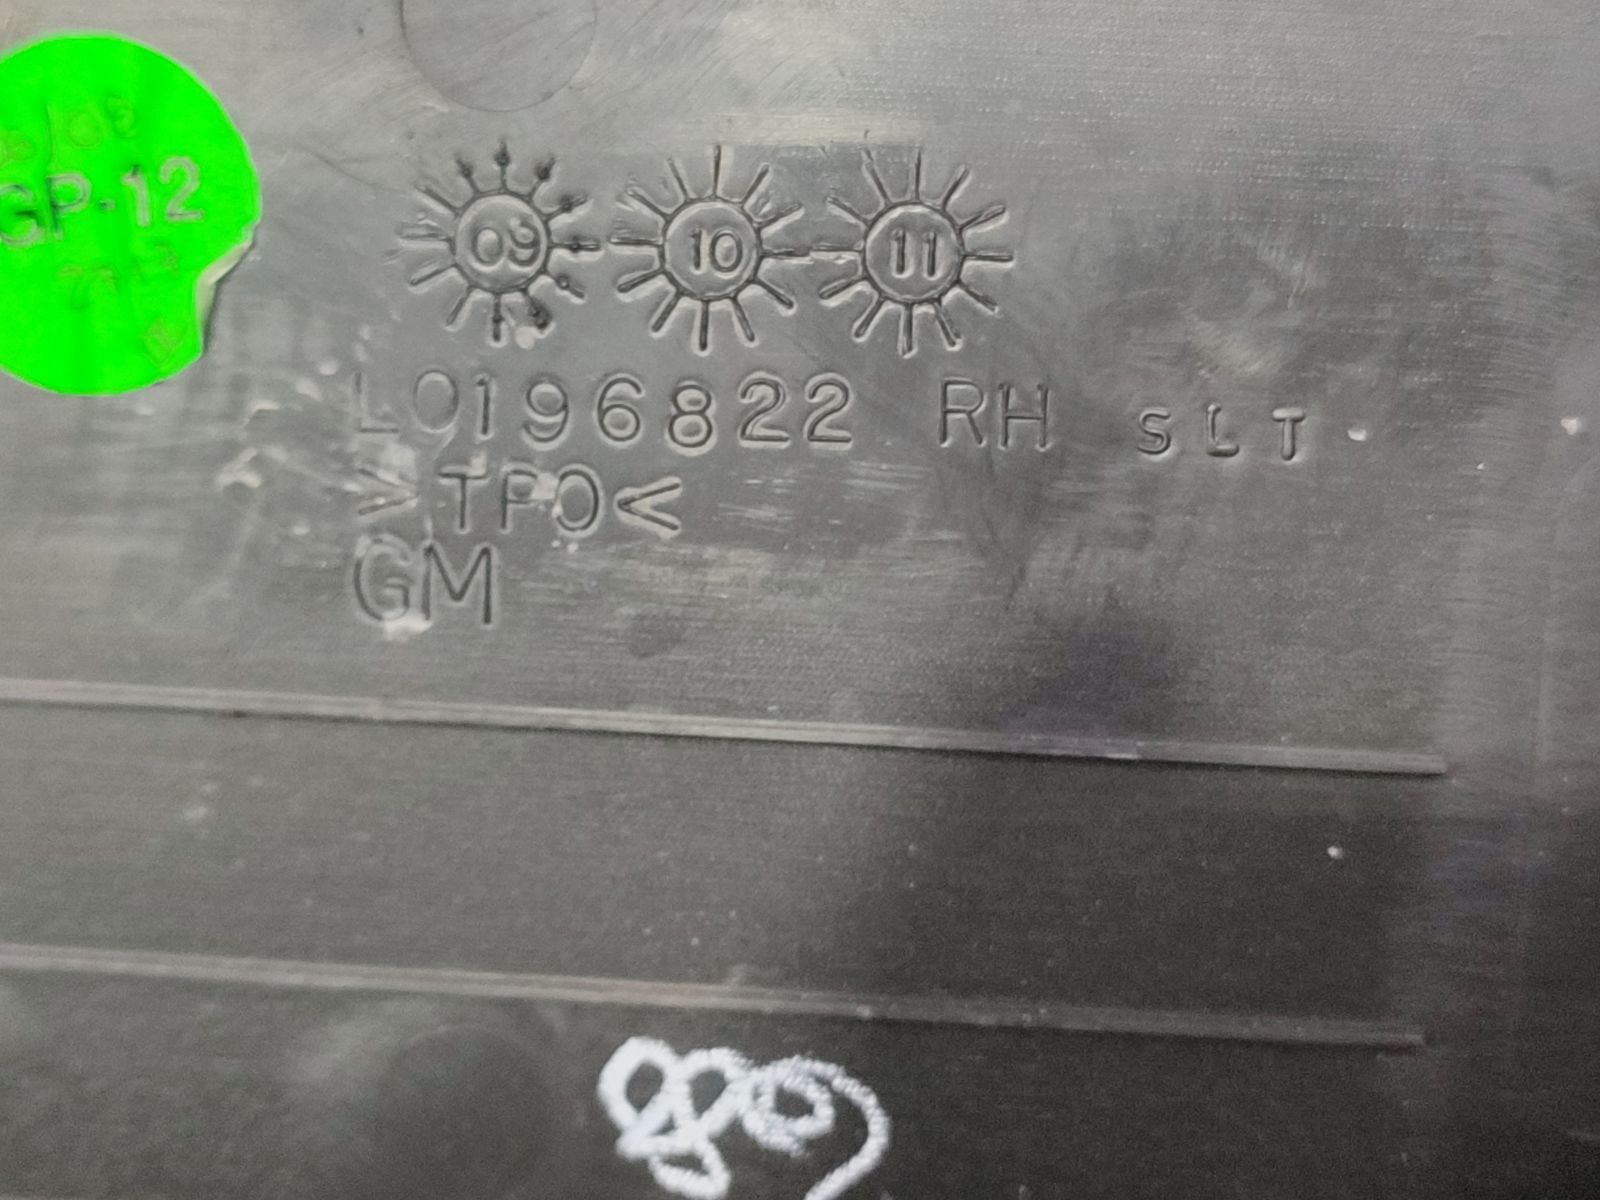 GP-12
09 10 11
L0196822 RH SLT
>TPO<
GM